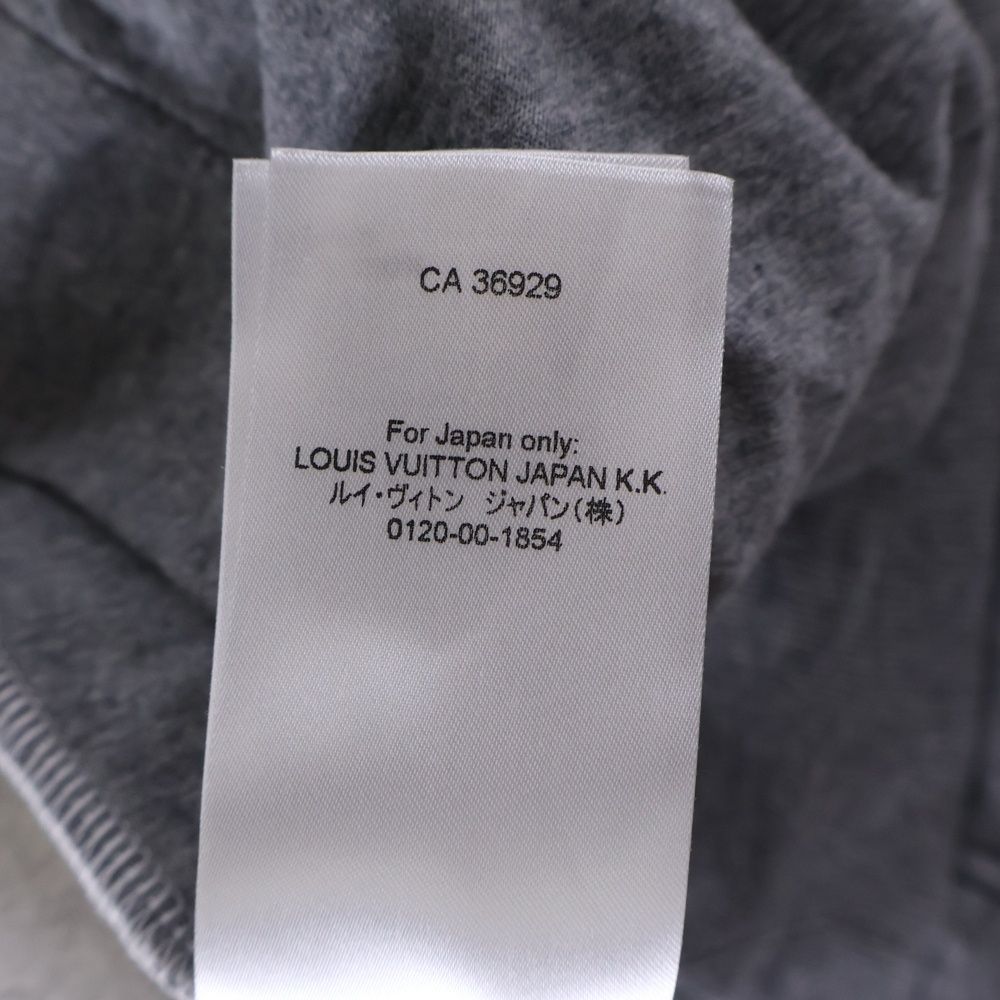 CA 36929
For Japan only:
LOUIS VUITTON JAPAN K.K.
ルイ・ヴィトン ジャパン(株)
0120-00-1854